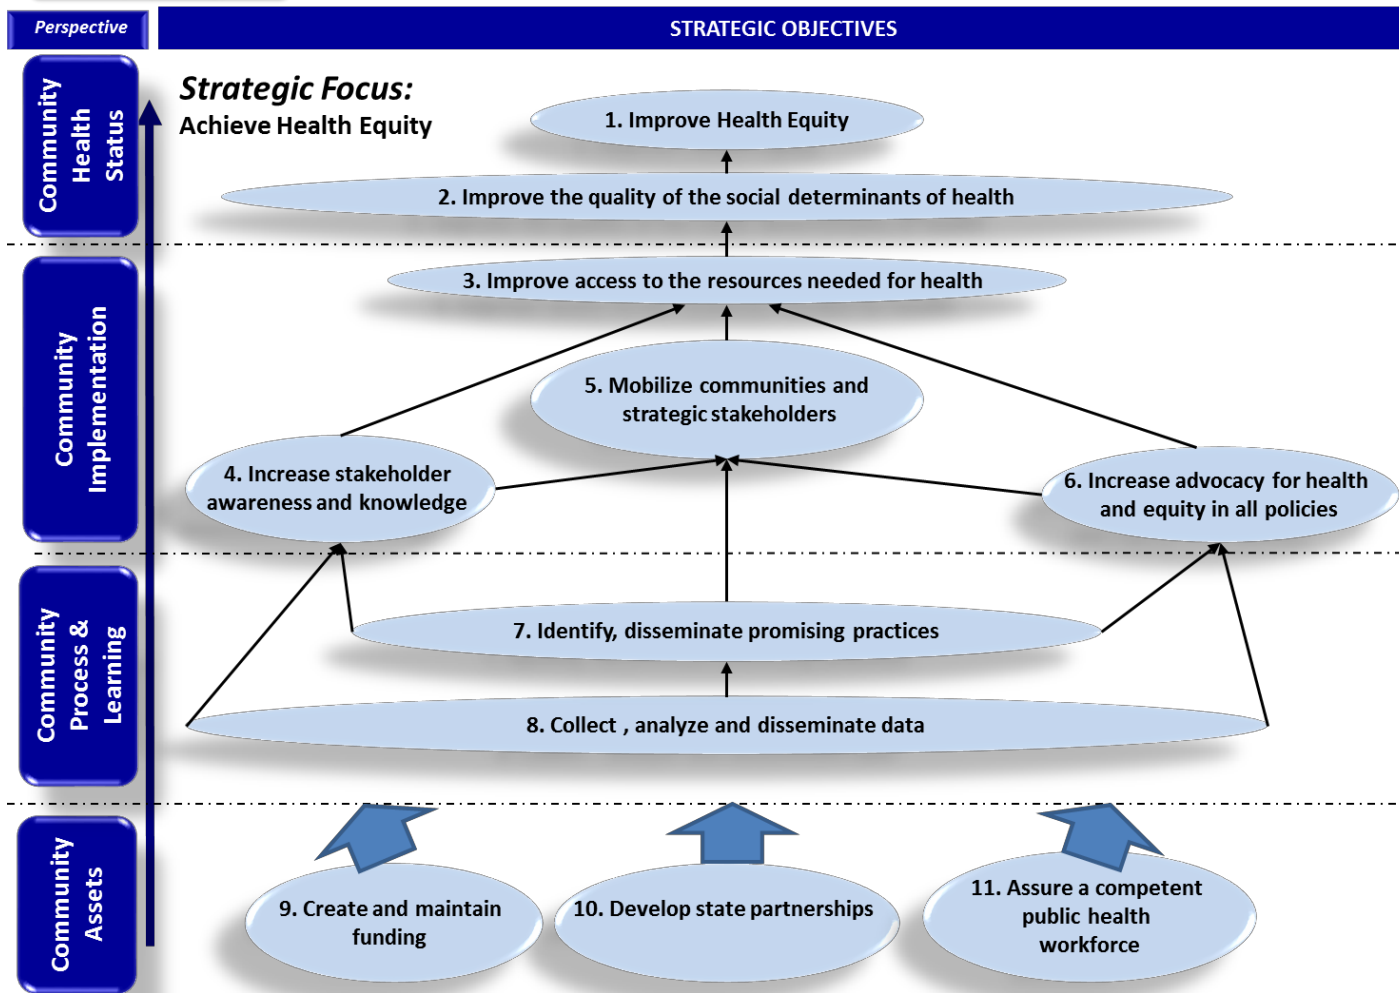 Perspective
STRATEGIC OBJECTIVES
Community
Health
Status
Strategic Focus:
Achieve Health Equity
1. Improve Health Equity
2. Improve the quality of the social determinants of health
Community
Implementation
3. Improve access to the resources needed for health
5. Mobilize communities and
strategic stakeholders
4. Increase stakeholder
awareness and knowledge
6. Increase advocacy for health
and equity in all policies
Community
Process &
Learning
7. Identify, disseminate promising practices
8. Collect , analyze and disseminate data
Community
Assets
9. Create and maintain
funding
10. Develop state partnerships
11. Assure a competent
public health
workforce